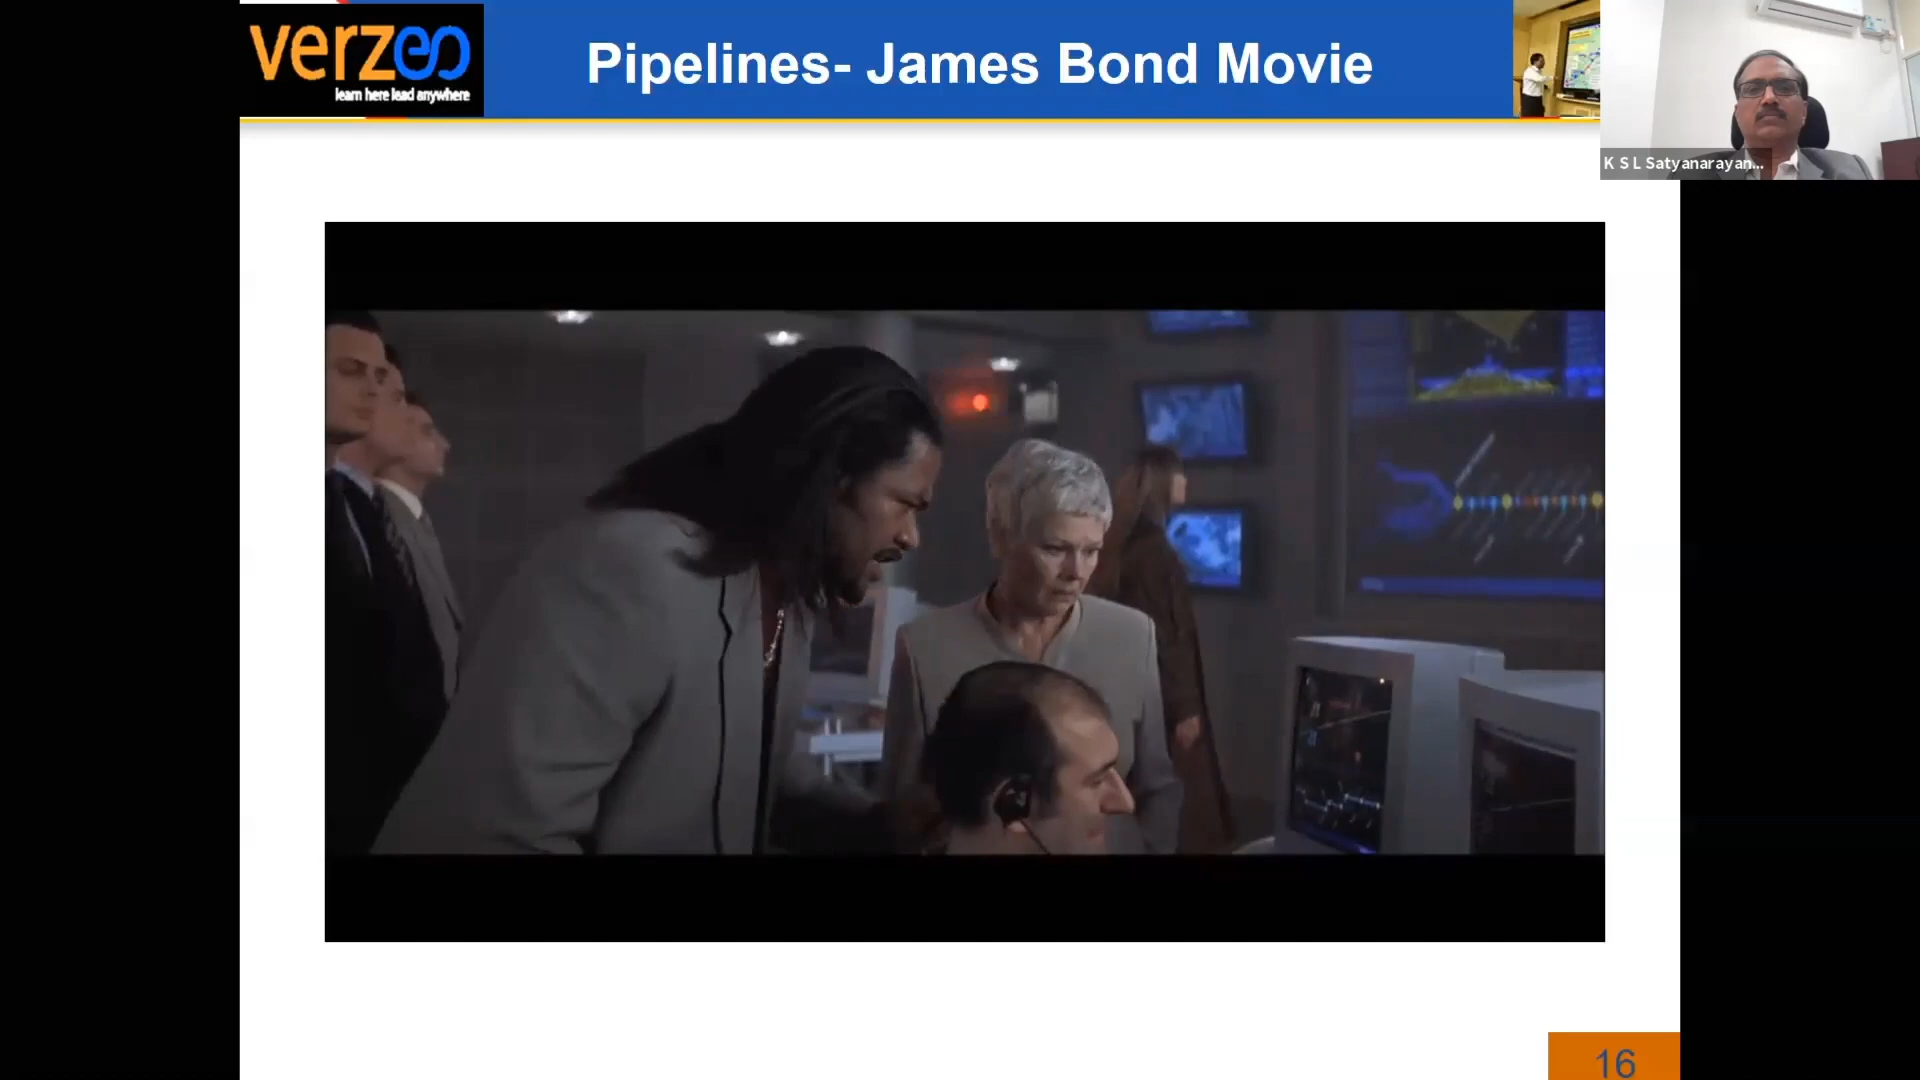 verzeo
learn here lead anywhere
Pipelines- James Bond Movie
K S L Satyanarayan...
16